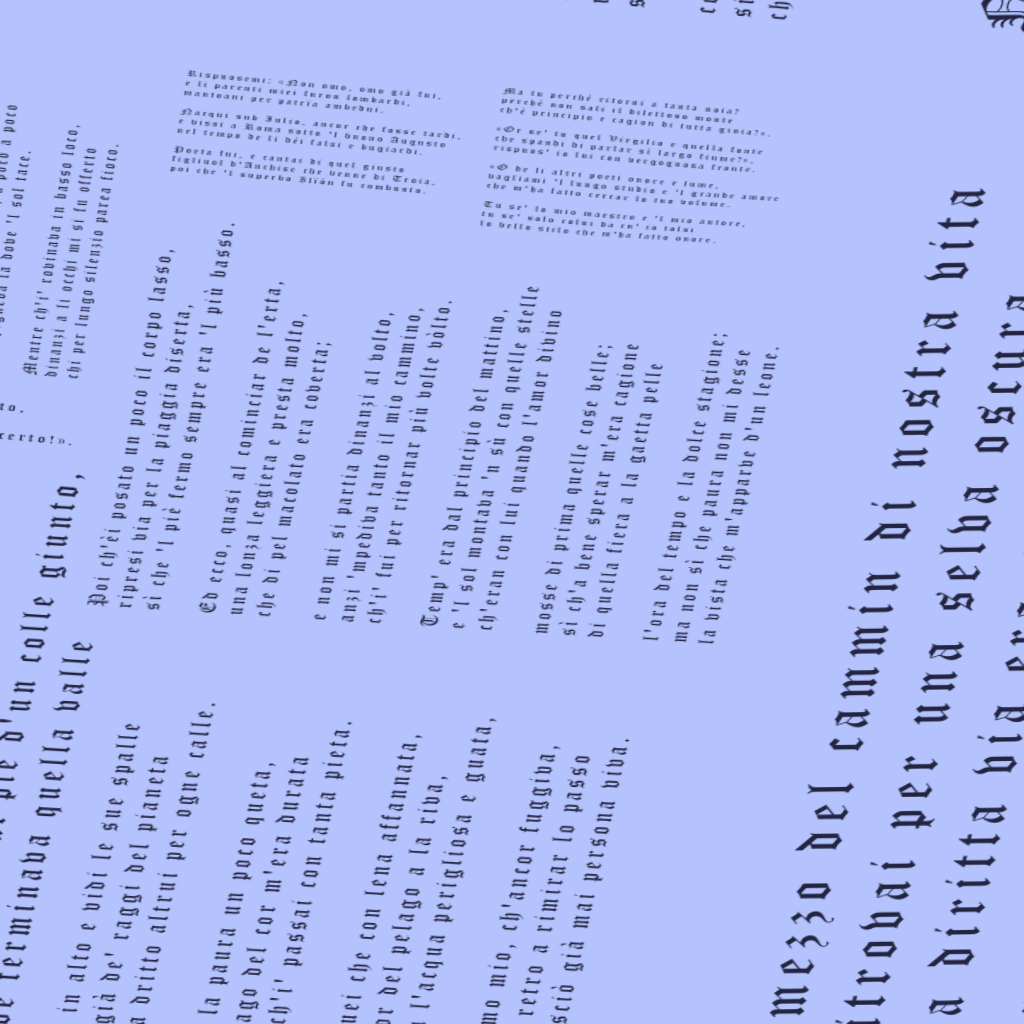 mezzo del cammin di nostra vita
itrovai per una selva oscura
a diritta via er
piè d'un colle giunto,
terminava quella valle
in alto e vidi le sue spalle
già de' raggi del pianeta
dritto altrui per ogne calle.
la paura un poco queta,
ago del cor m'era durata
ch'i' passai con tanta pieta.
uei che con lena affannata,
or del pelago a la riva,
l'acqua perigliosa e guata,
mo mio, ch'ancor fuggiva,
retro a rimirar lo passo
sciò già mai persona viva.
Poi ch'èi posato un poco il corpo lasso,
ripresi via per la piaggia diserta,
sì che 'l piè fermo sempre era 'l più basso.
Ed ecco, quasi al cominciar de l'erta,
una lonza leggiera e presta molto,
che di pel macolato era coverta;
e non mi si partia dinanzi al volto,
anzi 'mpediva tanto il mio cammino,
ch'i' fui per ritornar più volte vòlto.
Temp' era dal principio del mattino,
e 'l sol montava 'n sù con quelle stelle
ch'eran con lui quando l'amor divino
mosse di prima quelle cose belle;
sì ch'a bene sperar m'era cagione
di quella fiera a la gaetta pelle
l'ora del tempo e la dolce stagione;
ma non sì che paura non mi desse
la vista che m'apparve d'un leone.
a poco a poco
la dove 'l sol tace.
Mentre ch'i' rovinava in basso loco,
dinanzi a li occhi mi si fu offerto
chi per lungo silenzio parea fioco.
certo!».
Rispuosemi: «Non omo, omo già fui,
e li parenti miei furon lombardi,
mantoani per patrïa ambedui.
Nacqui sub Iulio, ancor che fosse tardi,
e vissi a Roma sotto 'l buono Augusto
nel tempo de li dèi falsi e bugiardi.
Poeta fui, e cantai di quel giusto
figliuol d'Anchise che venne di Troia,
poi che 'l superbo Ilïón fu combusto.
Ma tu perché ritorni a tanta noia?
perché non sali il dilettoso monte
ch'è principio e cagion di tutta gioia?».
«Or se' tu quel Virgilio e quella fonte
che spandi di parlar sì largo fiume?»,
rispuos' io lui con vergognosa fronte.
«O de li altri poeti onore e lume,
vagliami 'l lungo studio e 'l grande amore
che m'ha fatto cercar lo tuo volume.
Tu se' lo mio maestro e 'l mio autore,
tu se' solo colui da cu' io tolsi
lo bello stilo che m'ha fatto onore.